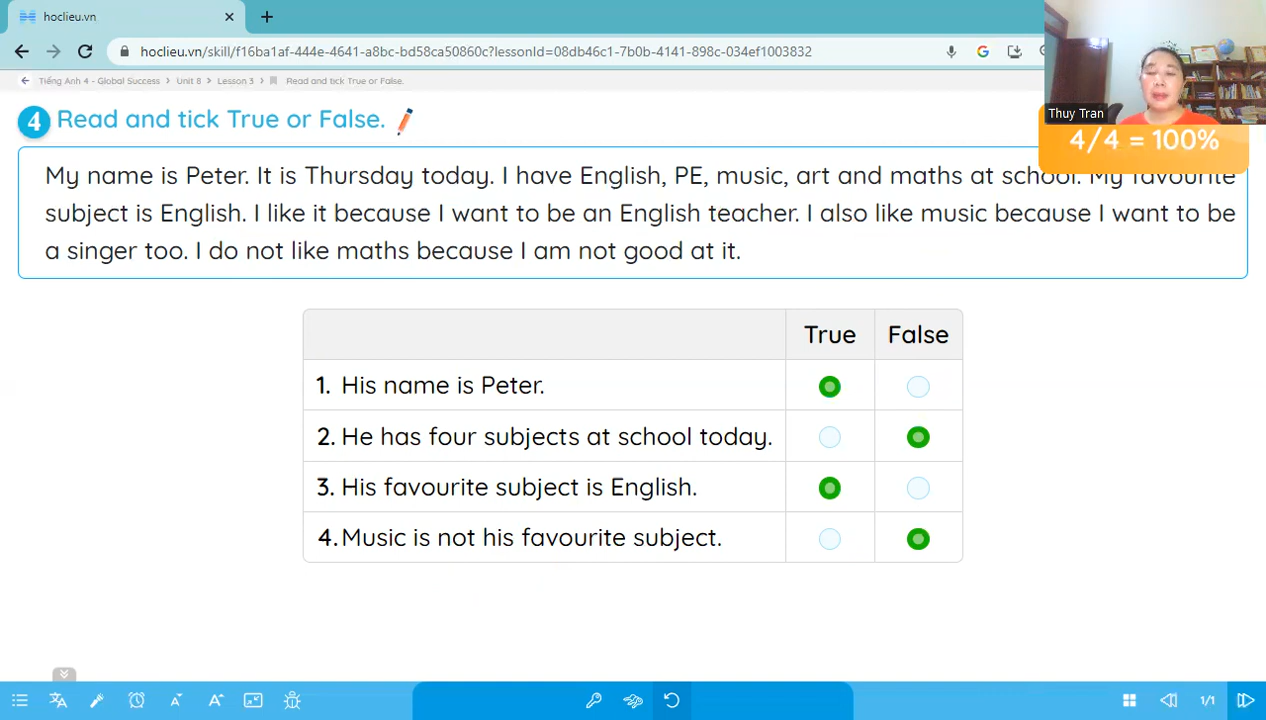 hoclieu.vn
hoclieu.vn/skill/f16ba1af-444e-4641-a8bc-bd58ca50860c?lessonId=08db46c1-7b0b-4141-898c-034ef1003832
Tiếng Anh 4 - Global Success > Unit 8 > Lesson 3 > Read and tick True or False.
Thuy Tran
4/4 = 100%
4 Read and tick True or False.
My name is Peter. It is Thursday today. I have English, PE, music, art and maths at school. My favourite
subject is English. I like it because I want to be an English teacher. I also like music because I want to be
a singer too. I do not like maths because I am not good at it.
True False
1. His name is Peter.
2. He has four subjects at school today.
3. His favourite subject is English.
4. Music is not his favourite subject.
1/1